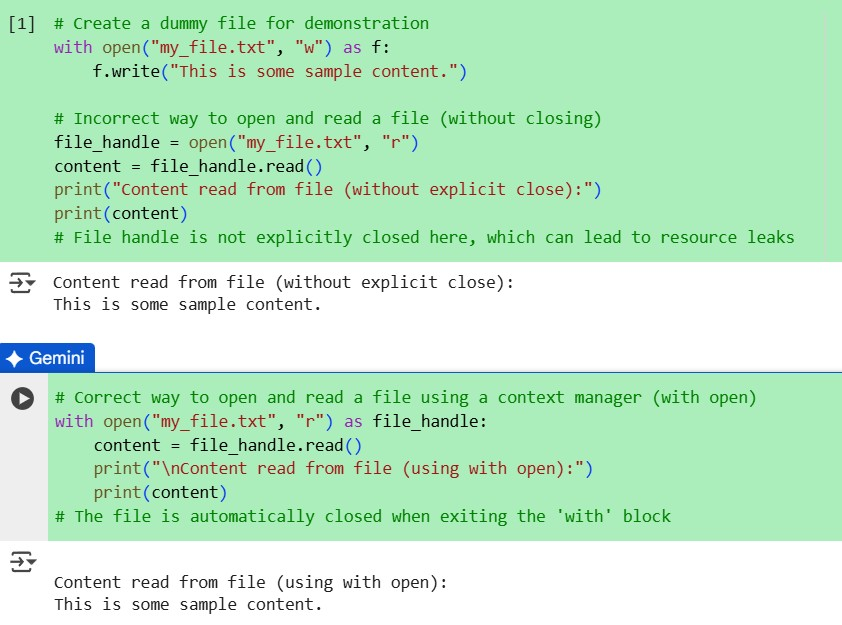 [1] # Create a dummy file for demonstration
with open("my_file.txt", "w") as f:
    f.write("This is some sample content.")

# Incorrect way to open and read a file (without closing)
file_handle = open("my_file.txt", "r")
content = file_handle.read()
print("Content read from file (without explicit close):")
print(content)
# File handle is not explicitly closed here, which can lead to resource leaks

Content read from file (without explicit close):
This is some sample content.

Gemini
# Correct way to open and read a file using a context manager (with open)
with open("my_file.txt", "r") as file_handle:
    content = file_handle.read()
    print("\nContent read from file (using with open):")
    print(content)
# The file is automatically closed when exiting the 'with' block

Content read from file (using with open):
This is some sample content.